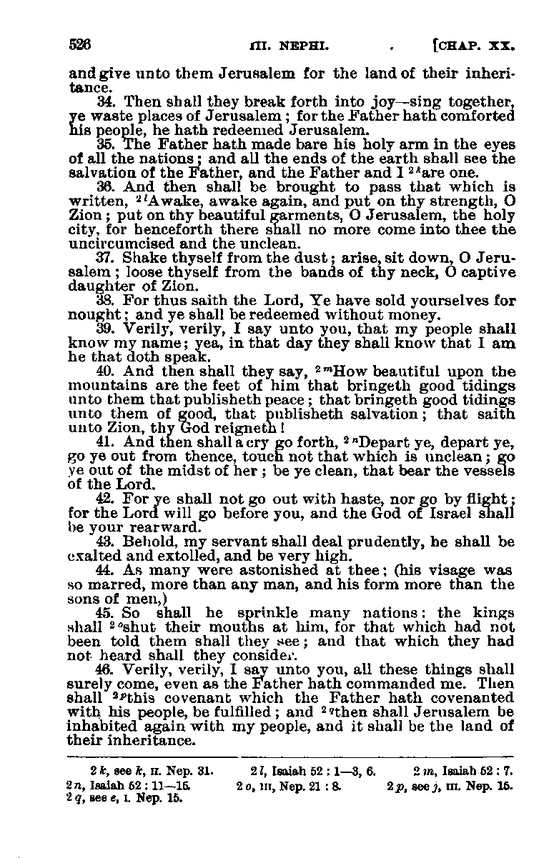 526 III. NEPHI. [CHAP. XX.
and give unto them Jerusalem for the land of their inheri-
tance.
34. Then shall they break forth into joy—sing together,
ye waste places of Jerusalem; for the Father hath comforted
his people, he hath redeemed Jerusalem.
35. The Father hath made bare his holy arm in the eyes
of all the nations; and all the ends of the earth shall see the
salvation of the Father, and the Father and I 2kare one.
36. And then shall be brought to pass that which is
written, 2lAwake, awake again, and put on thy strength, O
Zion; put on thy beautiful garments, O Jerusalem, the holy
city, for henceforth there shall no more come into thee the
uncircumcised and the unclean.
37. Shake thyself from the dust; arise, sit down, O Jeru-
salem; loose thyself from the bands of thy neck, O captive
daughter of Zion.
38. For thus saith the Lord, Ye have sold yourselves for
nought; and ye shall be redeemed without money.
39. Verily, verily, I say unto you, that my people shall
know my name; yea, in that day they shall know that I am
he that doth speak.
40. And then shall they say, 2mHow beautiful upon the
mountains are the feet of him that bringeth good tidings
unto them that publisheth peace; that bringeth good tidings
unto them of good, that publisheth salvation; that saith
unto Zion, thy God reigneth!
41. And then shall a cry go forth, 2nDepart ye, depart ye,
go ye out from thence, touch not that which is unclean; go
ye out of the midst of her; be ye clean, that bear the vessels
of the Lord.
42. For ye shall not go out with haste, nor go by flight;
for the Lord will go before you, and the God of Israel shall
be your rearward.
43. Behold, my servant shall deal prudently, he shall be
exalted and extolled, and be very high.
44. As many were astonished at thee; (his visage was
so marred, more than any man, and his form more than the
sons of men,)
45. So shall he sprinkle many nations: the kings
shall 2oshut their mouths at him, for that which had not
been told them shall they see; and that which they had
not heard shall they consider.
46. Verily, verily, I say unto you, all these things shall
surely come, even as the Father hath commanded me. Then
shall 2pthis covenant which the Father hath covenanted
with his people, be fulfilled; and 2qthen shall Jerusalem be
inhabited again with my people, and it shall be the land of
their inheritance.
2 k, see k, II. Nep. 31. 2 l, Isaiah 52 : 1—3, 6. 2 m, Isaiah 52 : 7.
2 n, Isaiah 52 : 11—15. 2 o, III, Nep. 21 : 8. 2 p, see j, III. Nep. 15.
2 q, see e, I. Nep. 15.